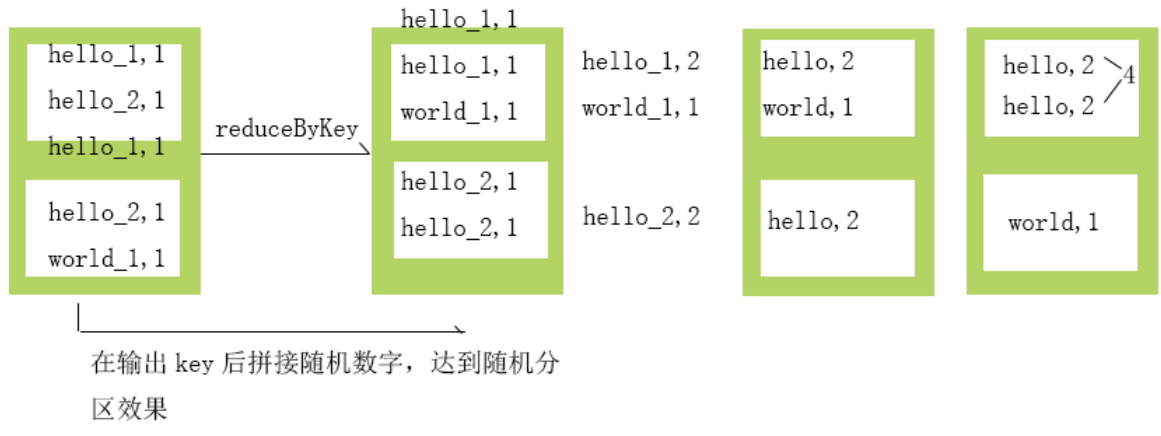 hello_1,1
hello_2,1
hello_1,1
hello_2,1
world_1,1
reduceByKey
hello_1,1
hello_1,1
world_1,1
hello_2,1
hello_2,1
hello_1,2
world_1,1
hello_2,2
hello,2
world,1
hello,2
hello,2
hello,2
4
world,1
在输出 key 后拼接随机数字，达到随机分
区效果